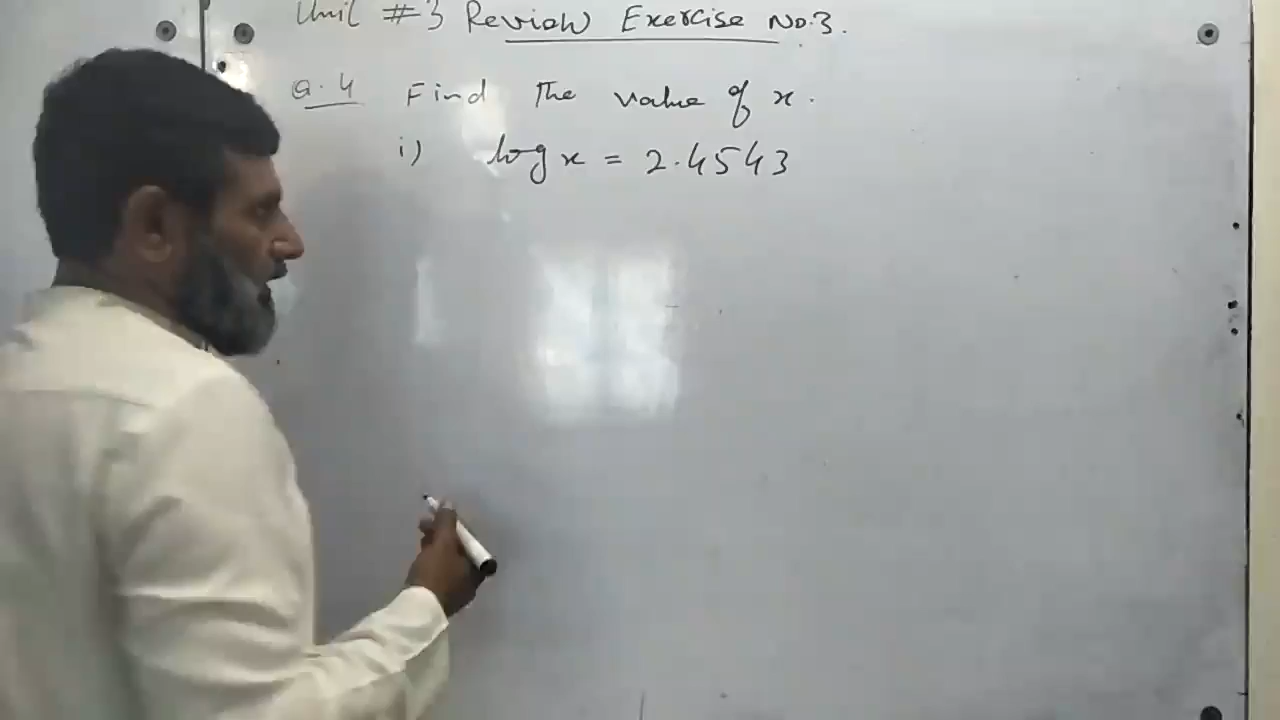 Unit #3 Review Exercise No.3.
Q.4 Find the value of x.
i) log x = 2.4543